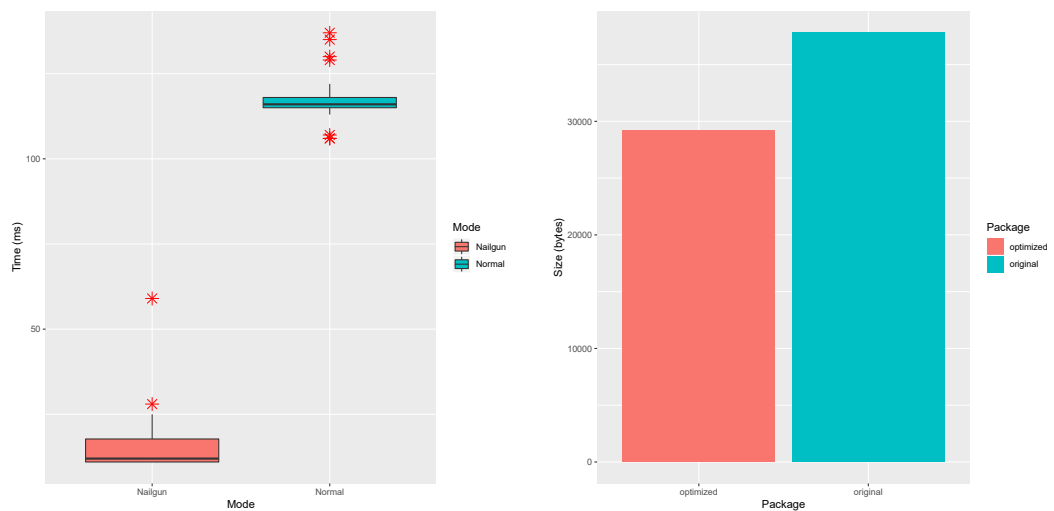 100
50
Time (ms)
Nailgun
Normal
Mode
Mode
Nailgun
Normal
30000
20000
10000
0
Size (bytes)
optimized
original
Package
Package
optimized
original